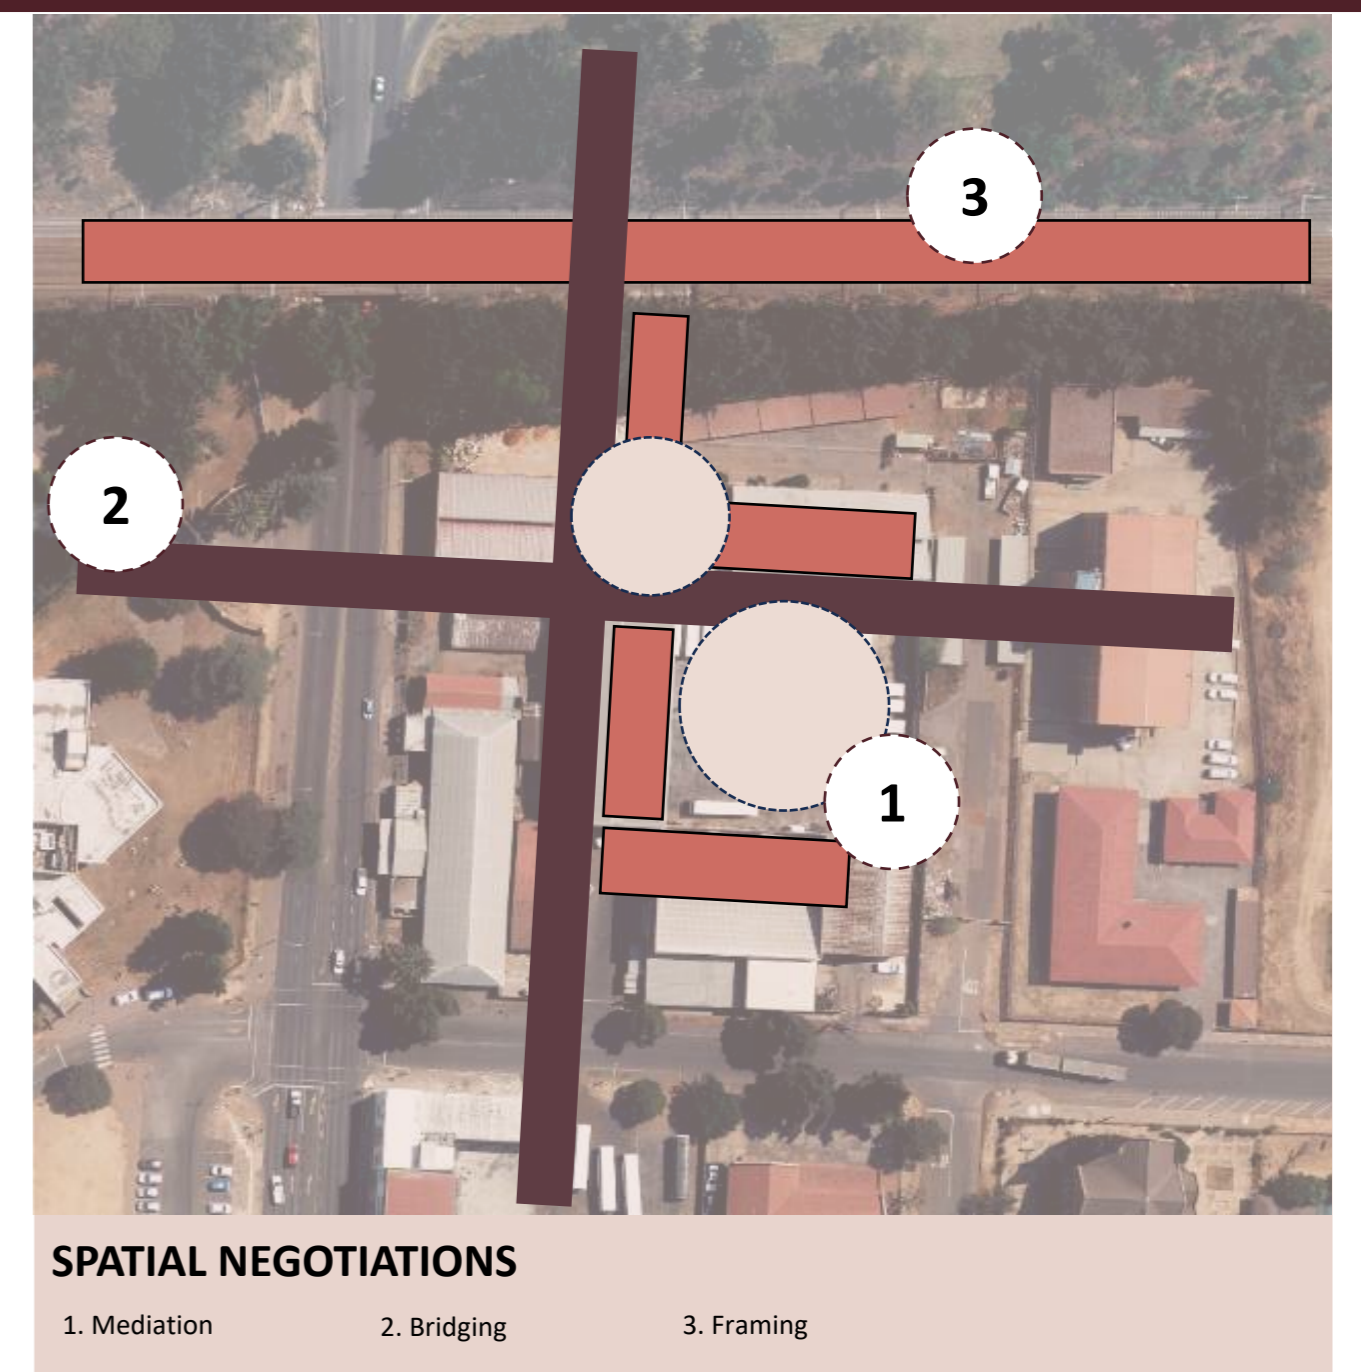 3
2
1
SPATIAL NEGOTIATIONS
1. Mediation
2. Bridging
3. Framing